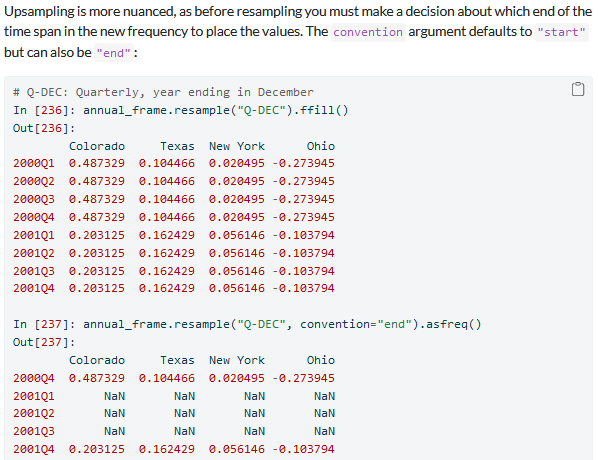 Upsampling is more nuanced, as before resampling you must make a decision about which end of the
time span in the new frequency to place the values. The convention argument defaults to "start"
but can also be "end":
# Q-DEC: Quarterly, year ending in December
In [236]: annual_frame.resample("Q-DEC").ffill()
Out[236]:
        Colorado     Texas  New York      Ohio
2000Q1  0.487329  0.104466  0.020495 -0.273945
2000Q2  0.487329  0.104466  0.020495 -0.273945
2000Q3  0.487329  0.104466  0.020495 -0.273945
2000Q4  0.487329  0.104466  0.020495 -0.273945
2001Q1  0.203125  0.162429  0.056146 -0.103794
2001Q2  0.203125  0.162429  0.056146 -0.103794
2001Q3  0.203125  0.162429  0.056146 -0.103794
2001Q4  0.203125  0.162429  0.056146 -0.103794
In [237]: annual_frame.resample("Q-DEC", convention="end").asfreq()
Out[237]:
        Colorado     Texas  New York      Ohio
2000Q4  0.487329  0.104466  0.020495 -0.273945
2001Q1       NaN       NaN       NaN       NaN
2001Q2       NaN       NaN       NaN       NaN
2001Q3       NaN       NaN       NaN       NaN
2001Q4  0.203125  0.162429  0.056146 -0.103794